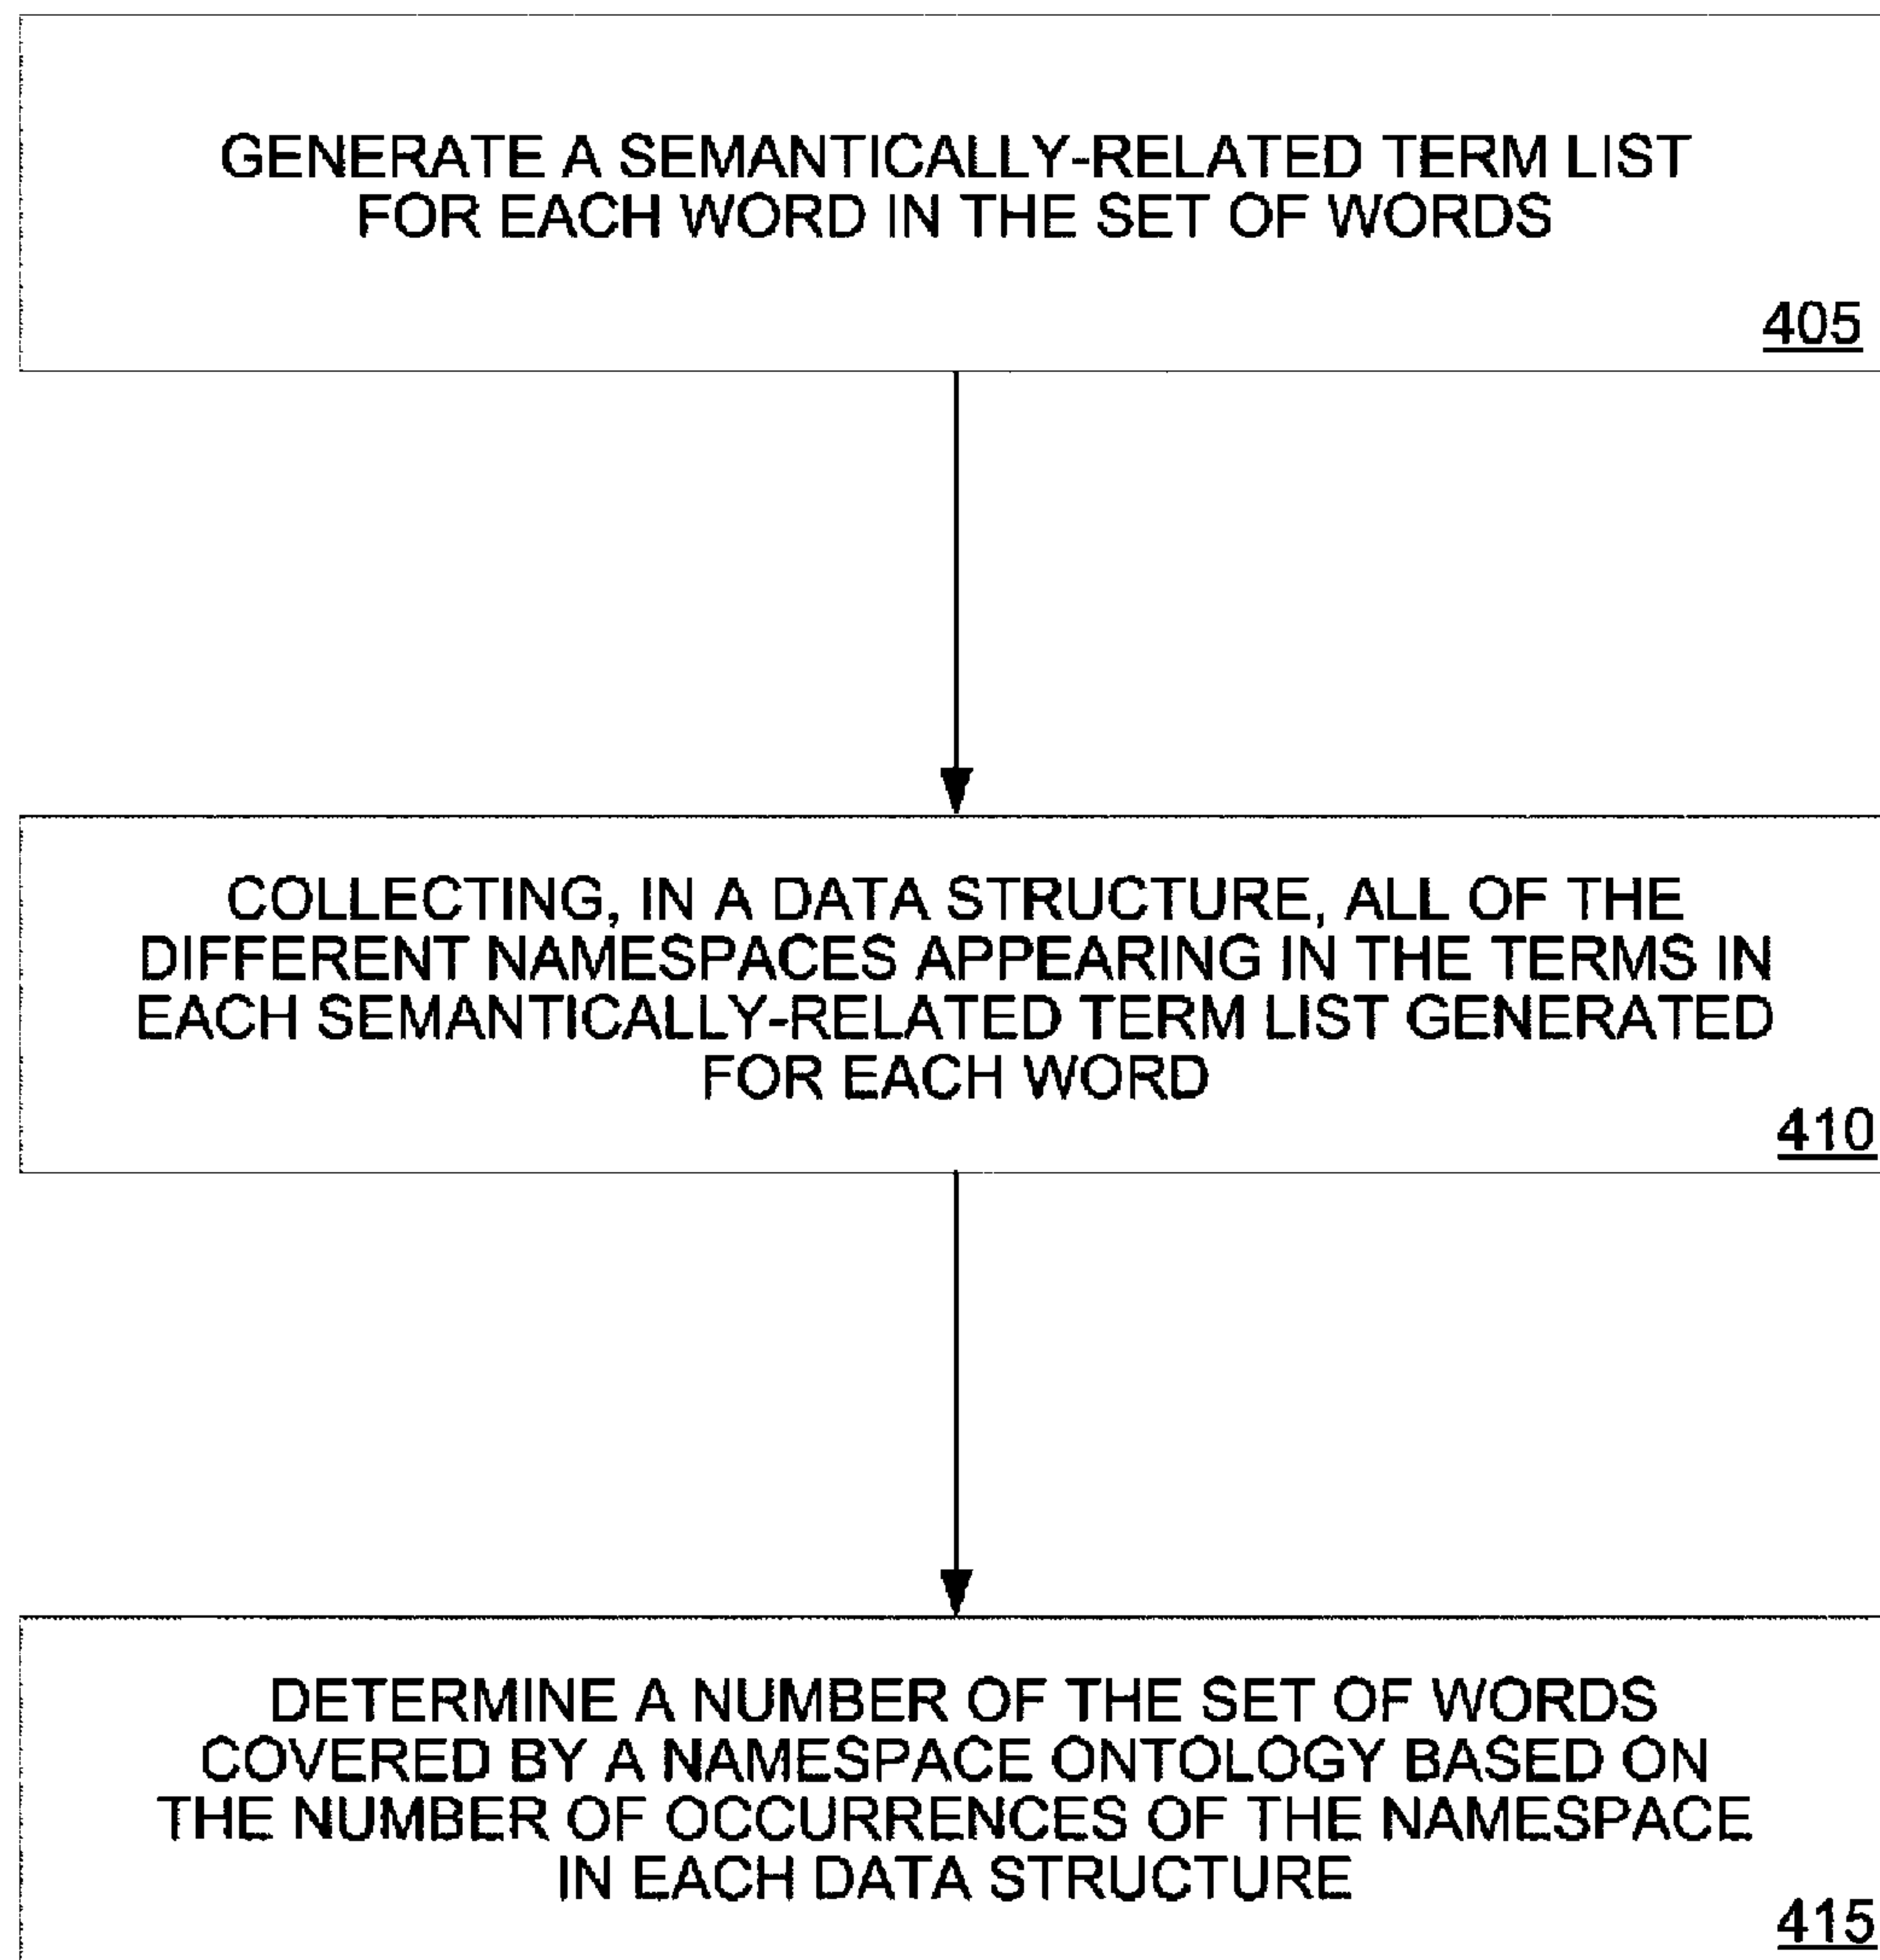 GENERATE A SEMANTICALLY-RELATED TERM LIST
FOR EACH WORD IN THE SET OF WORDS
405
COLLECTING, IN A DATA STRUCTURE, ALL OF THE
DIFFERENT NAMESPACES APPEARING IN THE TERMS IN
EACH SEMANTICALLY-RELATED TERM LIST GENERATED
FOR EACH WORD
410
DETERMINE A NUMBER OF THE SET OF WORDS
COVERED BY A NAMESPACE ONTOLOGY BASED ON
THE NUMBER OF OCCURRENCES OF THE NAMESPACE
IN EACH DATA STRUCTURE
415